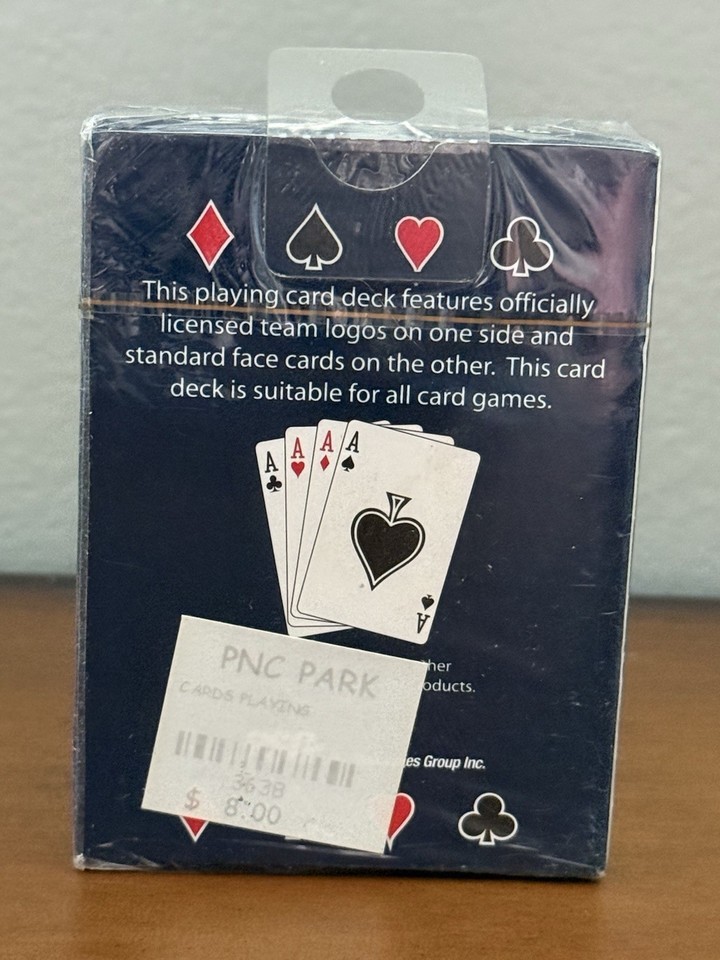 This playing card deck features officially
licensed team logos on one side and
standard face cards on the other. This card
deck is suitable for all card games.
A A A A
A
PNC PARK
CARDS PLAYING
3638
$ 8.00
Group Inc.